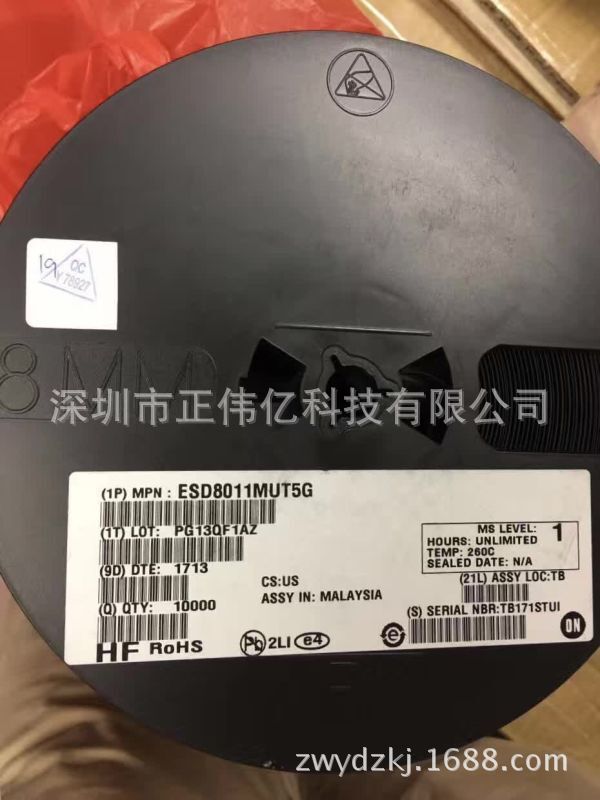 19 QC
Y 78927
8 MM
深圳市正伟亿科技有限公司
(1P) MPN : ESD8011MUT5G
(1T) LOT: PG13QF1AZ
(9D) DTE: 1713
(Q) QTY: 10000
CS:US
ASSY IN: MALAYSIA
MS LEVEL: 1
HOURS: UNLIMITED
TEMP: 260C
SEALED DATE: N/A
(21L) ASSY LOC:TB
(S) SERIAL NBR:TB171STUI
HF RoHS
Pb 2LI e4 e ON
zwydzkj.1688.com